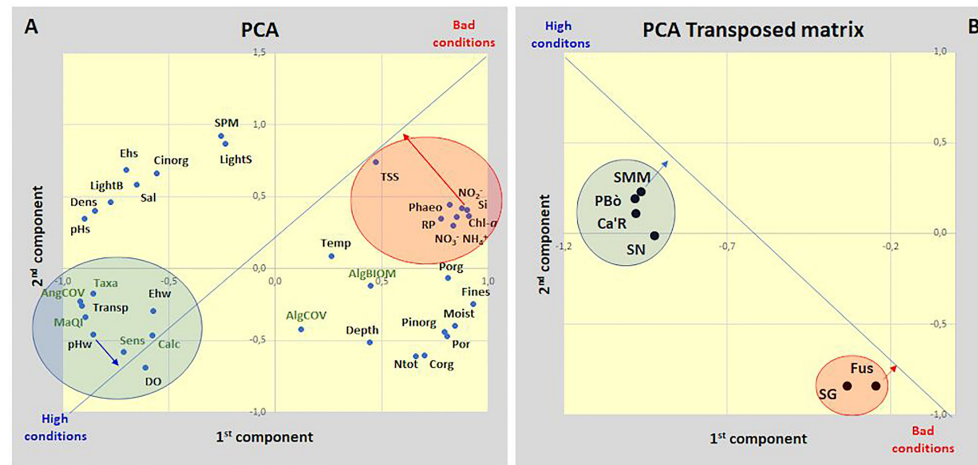 A
PCA
Bad
conditions
1,5
SPM
1,0
LightS
Ehs
Cinorg
TSS
LightB
Sal
0,5
NO2-
Si
Dens
Phaeo
RP
Chl-a
pHs
NO3- NH4+
Temp
2nd component
-1,0
-0,5
0,0
0,0
0,5
1,0
AlgBIOM
Porg
Taxa
AngCOV
Transp
Ehw
Fines
MaQI
AlgCOV
Moist
pHw
Sens
Calc
Depth
Pinorg
Por
-0,5
DO
Ntot
Corg
High
conditions
-1,0
1st component
High
conditons
PCA Transposed matrix
B
1,0
0,5
SMM
PBò
Ca'R
SN
2nd component
-1,2
-0,7
-0,2
0,0
-0,5
Fus
SG
-1,0
1st component
Bad
conditions